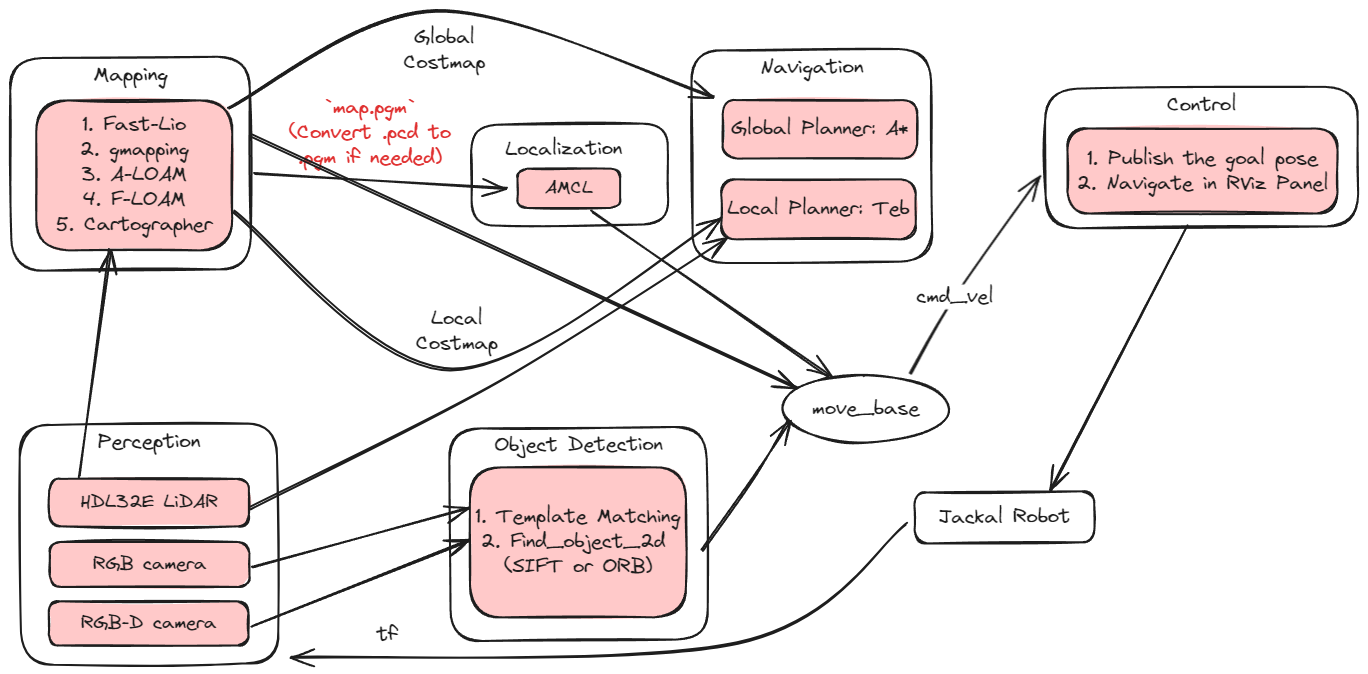 Global
Costmap
Mapping
1. Fast-Lio
2. gmapping
3. A-LOAM
4. F-LOAM
5. Cartographer
`map.pgm`
(Convert .pcd to
.pgm if needed)
Localization
AMCL
Navigation
Global Planner: A*
Local Planner: Teb
Control
1. Publish the goal pose
2. Navigate in RViz Panel
cmd_vel
Local
Costmap
move_base
Perception
HDL32E LiDAR
RGB camera
RGB-D camera
Object Detection
1. Template Matching
2. Find_object_2d
(SIFT or ORB)
Jackal Robot
tf